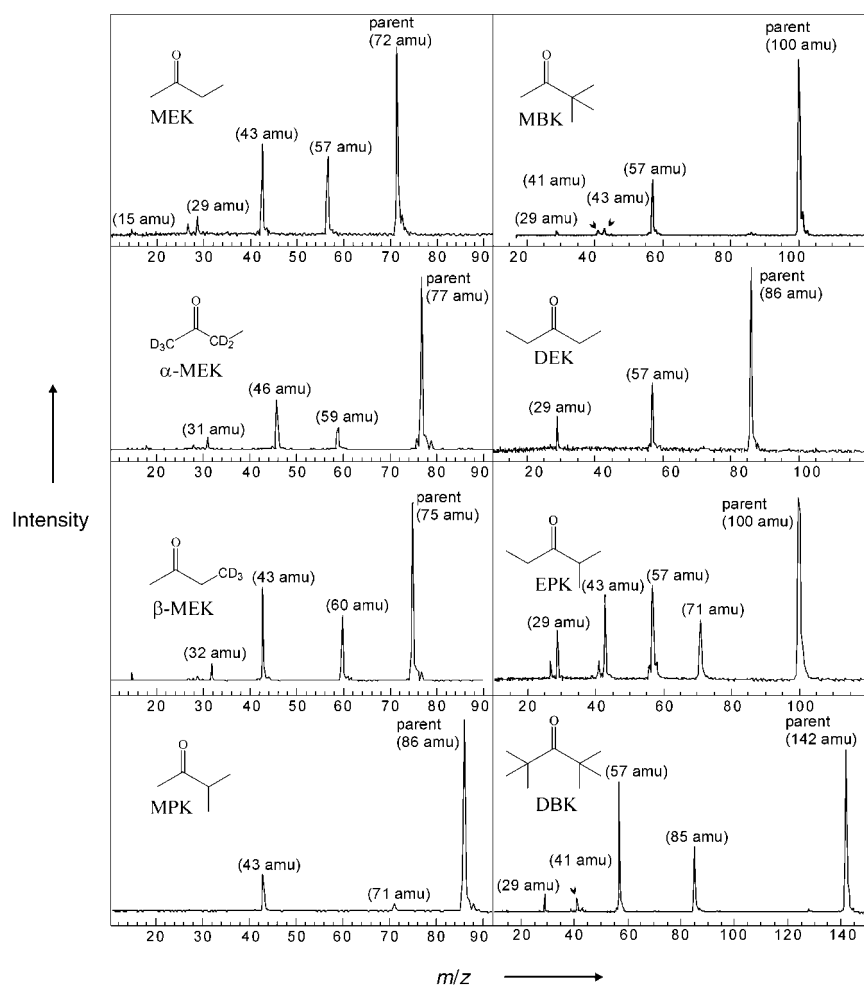 parent
(72 amu)
O
MEK
(43 amu)
(57 amu)
(29 amu)
(15 amu)
20 30 40 50 60 70 80 90
parent
(100 amu)
O
MBK
(57 amu)
(41 amu)
(43 amu)
(29 amu)
20 40 60 80 100
parent
(77 amu)
O
D3C CD2
α-MEK
(46 amu)
(59 amu)
(31 amu)
20 30 40 50 60 70 80 90
parent
(86 amu)
O
DEK
(57 amu)
(29 amu)
20 40 60 80 100
Intensity
parent
(75 amu)
O
CD3
β-MEK
(43 amu)
(60 amu)
(32 amu)
20 30 40 50 60 70 80 90
parent
(100 amu)
O
EPK
(57 amu)
(43 amu)
(71 amu)
(29 amu)
20 40 60 80 100
parent
(86 amu)
O
MPK
(43 amu)
(71 amu)
20 30 40 50 60 70 80 90
parent
(142 amu)
O
DBK
(57 amu)
(85 amu)
(41 amu)
(29 amu)
20 40 60 80 100 120 140
m/z